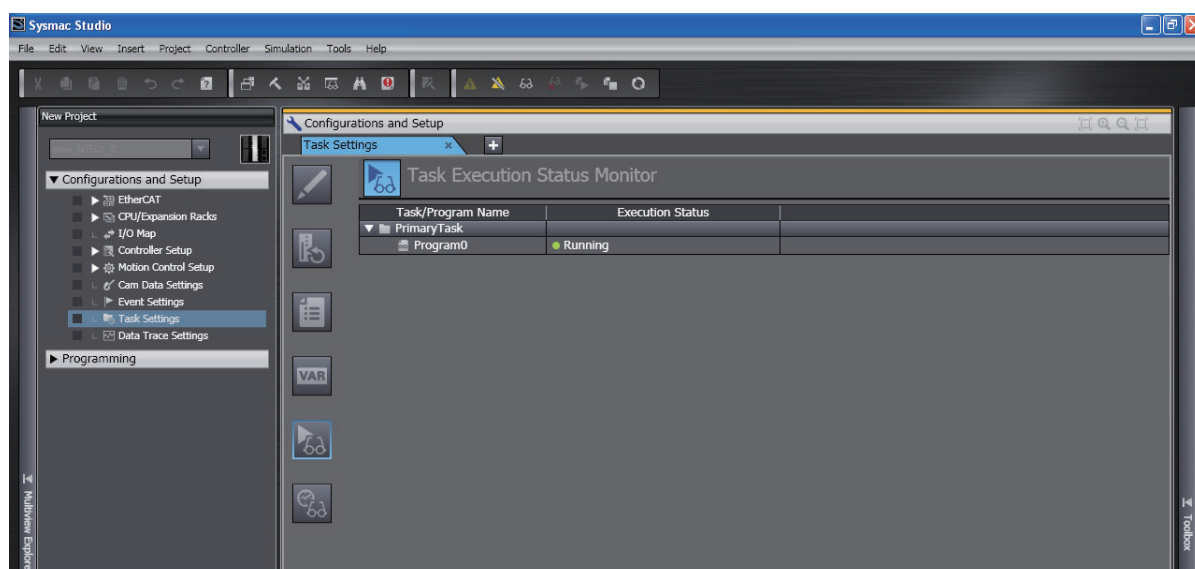 Sysmac Studio
File Edit View Insert Project Controller Simulation Tools Help
New Project
new_NJ501_0
Configurations and Setup
EtherCAT
CPU/Expansion Racks
I/O Map
Controller Setup
Motion Control Setup
Cam Data Settings
Event Settings
Task Settings
Data Trace Settings
Programming
Multiview Explore
Configurations and Setup
Task Settings
VAR
Task Execution Status Monitor
Task/Program Name Execution Status
PrimaryTask
Program0 Running
Toolbox